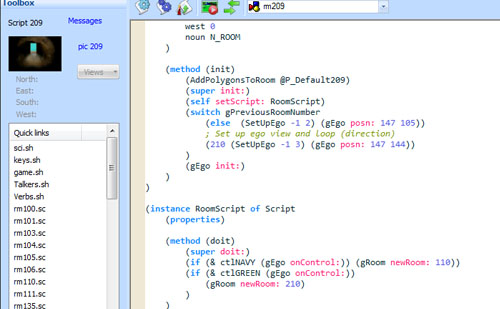 Toolbox
rm209
Script 209
Messages
pic 209
Views
North:
East:
South:
West:
Quick links
sci.sh
keys.sh
game.sh
Talkers.sh
Verbs.sh
rm100.sc
rm101.sc
rm103.sc
rm104.sc
rm105.sc
rm106.sc
rm110.sc
rm111.sc
rm135.sc
west 0
noun N_ROOM
)
(method (init)
(AddPolygonsToRoom @P_Default209)
(super init:)
(self setScript: RoomScript)
(switch gPreviousRoomNumber
(else (SetUpEgo -1 2) (gEgo posn: 147 105))
; Set up ego view and loop (direction)
(210 (SetUpEgo -1 3) (gEgo posn: 147 144))
)
(gEgo init:)
)
)
(instance RoomScript of Script
(properties)
(method (doit)
(super doit:)
(if (& ctlNAVY (gEgo onControl:)) (gRoom newRoom: 110))
(if (& ctlGREEN (gEgo onControl:))
(gRoom newRoom: 210)
)
)